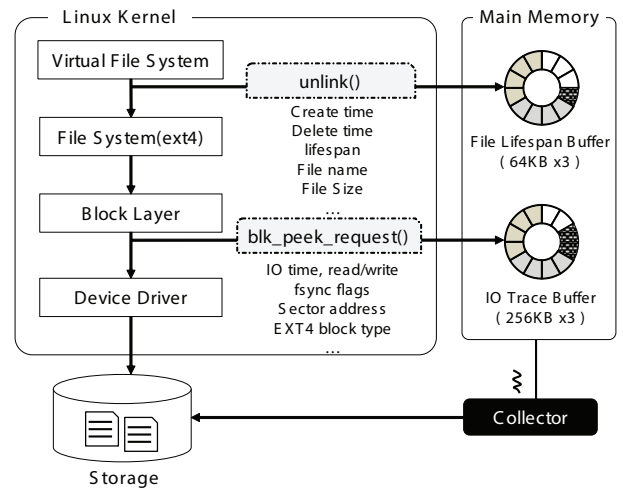 Linux Kernel
Main Memory
Virtual File System
unlink()
Create time
Delete time
lifespan
File name
File Size
...
File System(ext4)
File Lifespan Buffer
( 64KB x3 )
Block Layer
blk_peek_request()
IO time, read/write
fsync flags
Sector address
EXT4 block type
...
Device Driver
IO Trace Buffer
( 256KB x3 )
Collector
Storage